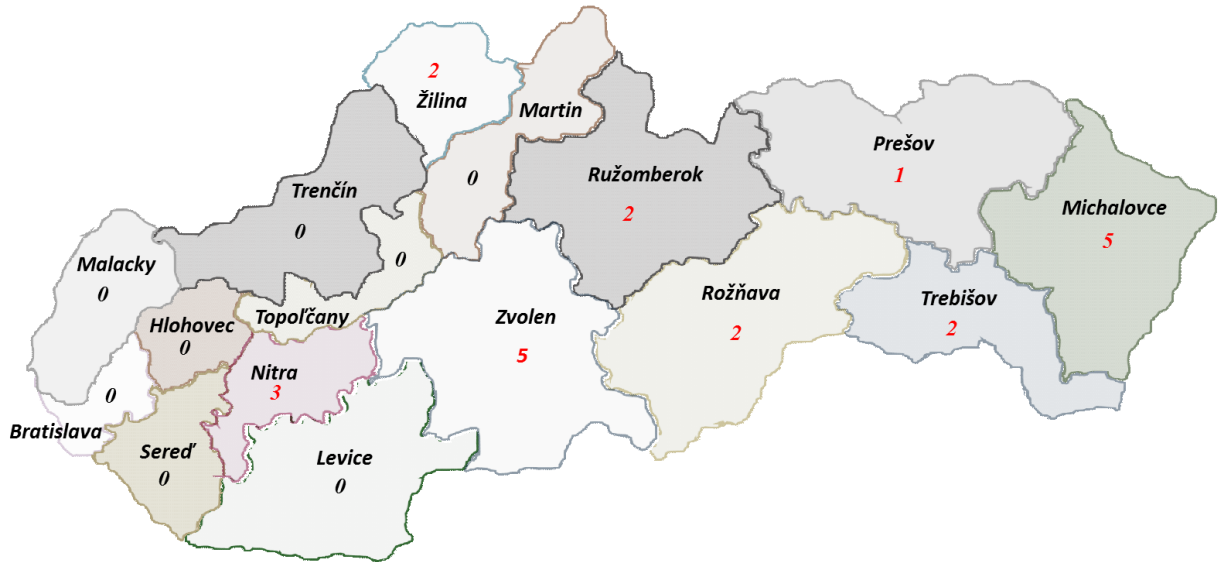 2
Žilina
Martin
0
Prešov
1
Ružomberok
2
Trenčín
0
Michalovce
5
0
Topoľčany
Malacky
0
Rožňava
2
Trebišov
2
Hlohovec
0
Zvolen
5
Nitra
3
0
Bratislava
Sereď
0
Levice
0